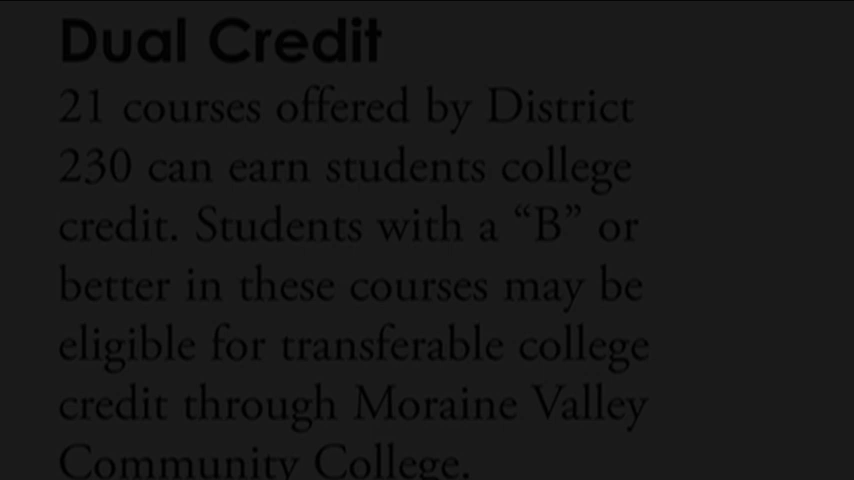 Dual Credit
21 courses offered by District
230 can earn students college
credit. Students with a “B” or
better in these courses may be
eligible for transferable college
credit through Moraine Valley
Community College.